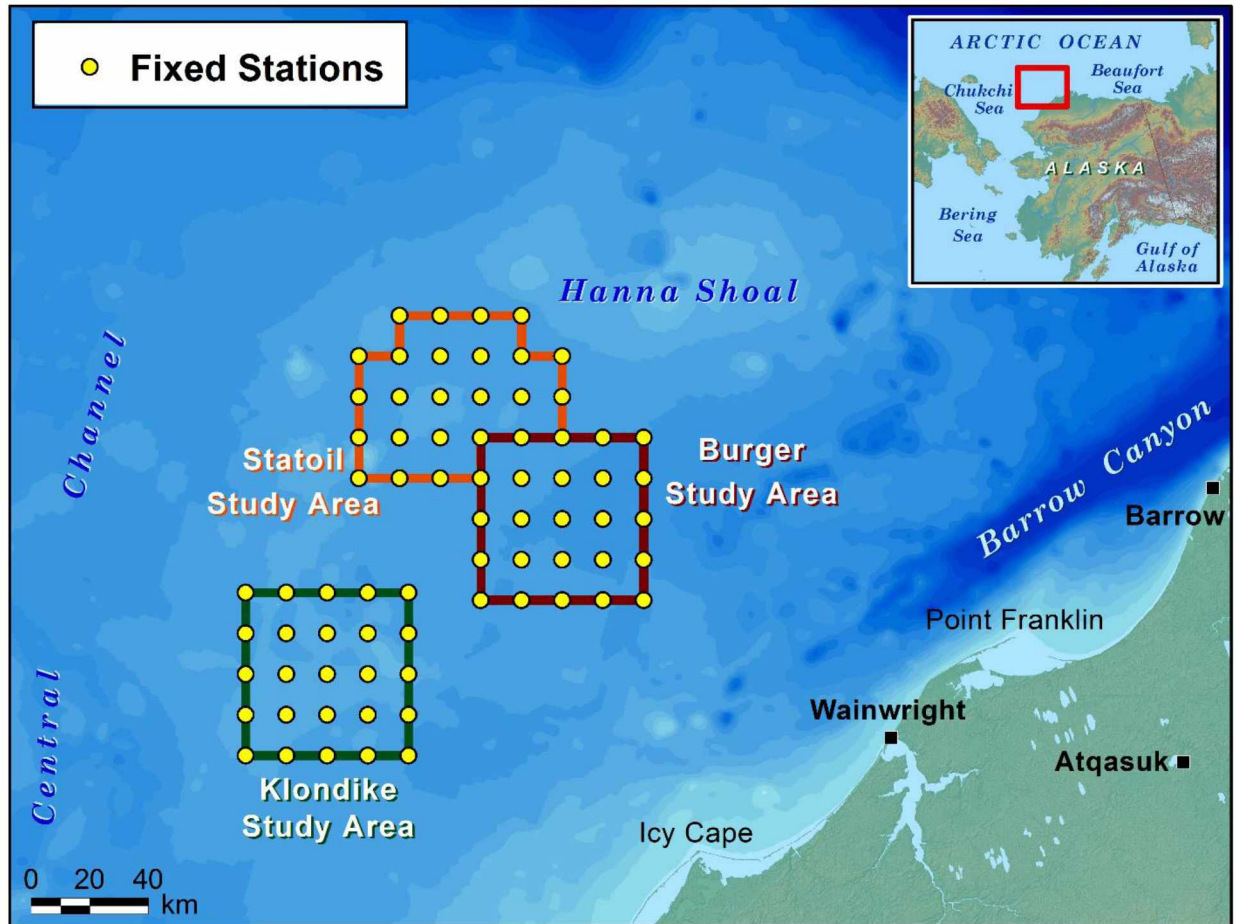 Fixed Stations
ARCTIC OCEAN
Beaufort
Sea
Chukchi
Sea
ALASKA
Bering
Sea
Gulf of
Alaska
Hanna Shoal
Central Channel
Statoil
Study Area
Burger
Study Area
Barrow Canyon
Barrow
Point Franklin
Wainwright
Atqasuk
Klondike
Study Area
Icy Cape
0 20 40
km